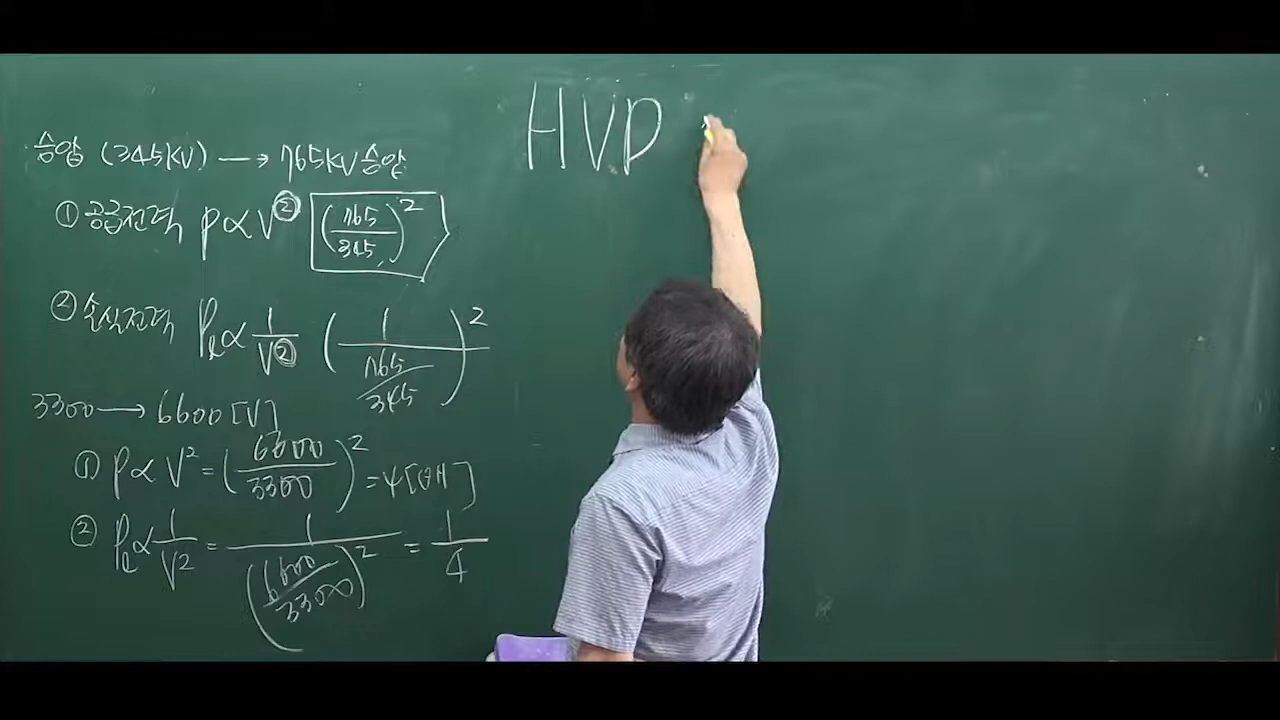 승압 (345KV) → 765KV승압
① 공급전력 P∝V² (765/345)²
② 손실전력 Pℓ∝1/V² (1/(765/345))²
3300 → 6600[V]
① P∝V² = (6600/3300)² = 4[배]
② Pℓ∝1/V² = 1/(6600/3300)² = 1/4
HVD